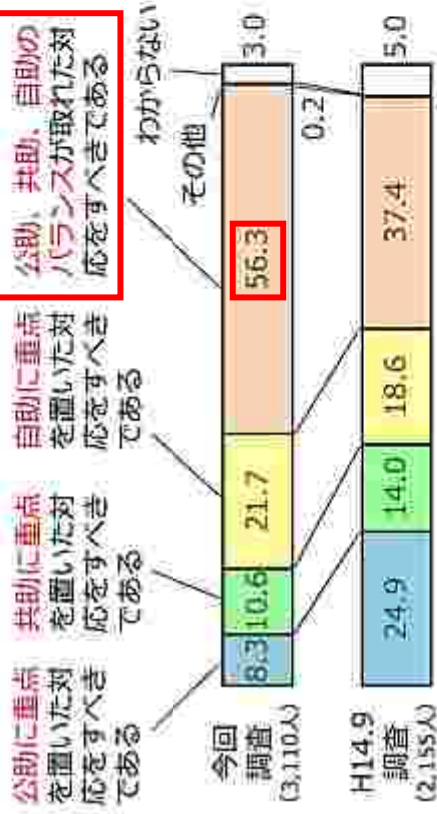 公助に重点
を置いた対
応をすべき
である
共助に重点
を置いた対
応をすべき
である
自助に重点
を置いた対
応をすべき
である
公助、共助、自助の
バランスが取れた対
応をすべきである
その他
わからない
今回
調査
(3,110人)
8.3
10.6
21.7
56.3
0.2
3.0
H14.9
調査
(2,155人)
24.9
14.0
18.6
37.4
5.0